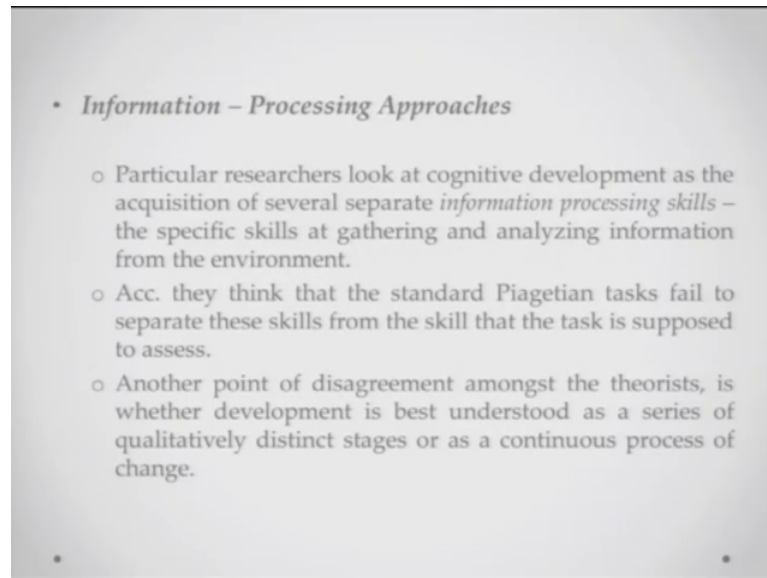 • Information – Processing Approaches
o Particular researchers look at cognitive development as the
acquisition of several separate information processing skills –
the specific skills at gathering and analyzing information
from the environment.
o Acc. they think that the standard Piagetian tasks fail to
separate these skills from the skill that the task is supposed
to assess.
o Another point of disagreement amongst the theorists, is
whether development is best understood as a series of
qualitatively distinct stages or as a continuous process of
change.